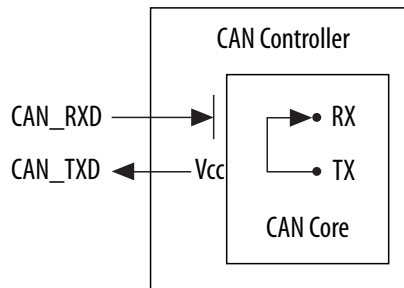 CAN Controller
CAN_RXD
RX
CAN_TXD
Vcc
TX
CAN Core